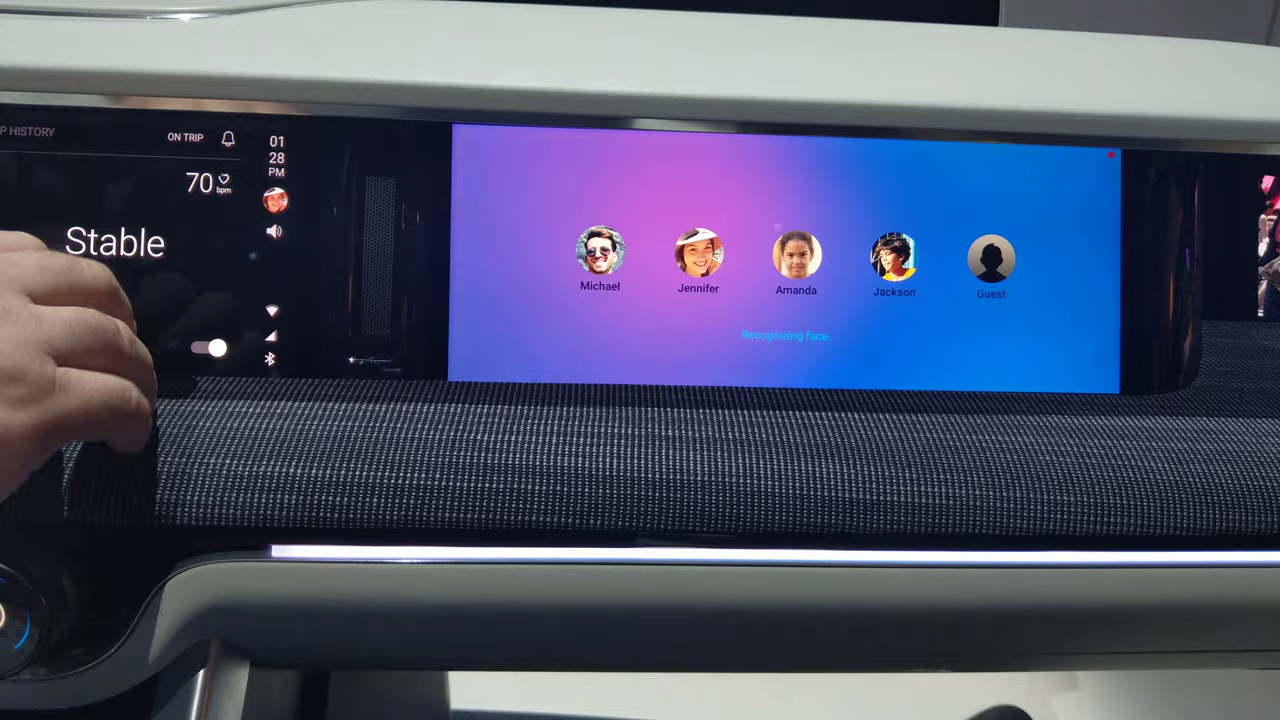 P HISTORY
ON TRIP
70 bpm
Stable
01
28
PM
Michael
Jennifer
Amanda
Jackson
Guest
Recognizing face..